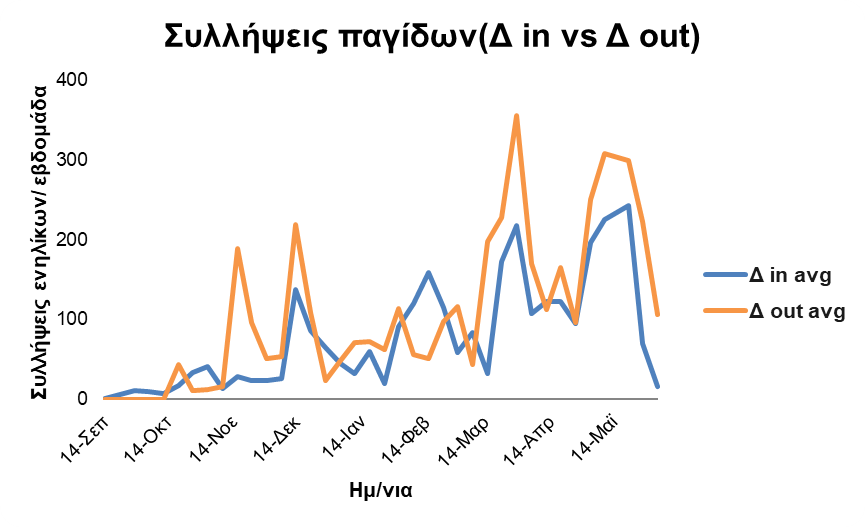 Συλλήψεις παγίδων(Δ in vs Δ out)
Συλλήψεις ενηλίκων/ εβδομάδα
400
300
200
100
0
14-Σεπ
14-Οκτ
14-Νοε
14-Δεκ
14-Ιαν
14-Φεβ
14-Μαρ
14-Απρ
14-Μαϊ
Ημ/νια
Δ in avg
Δ out avg